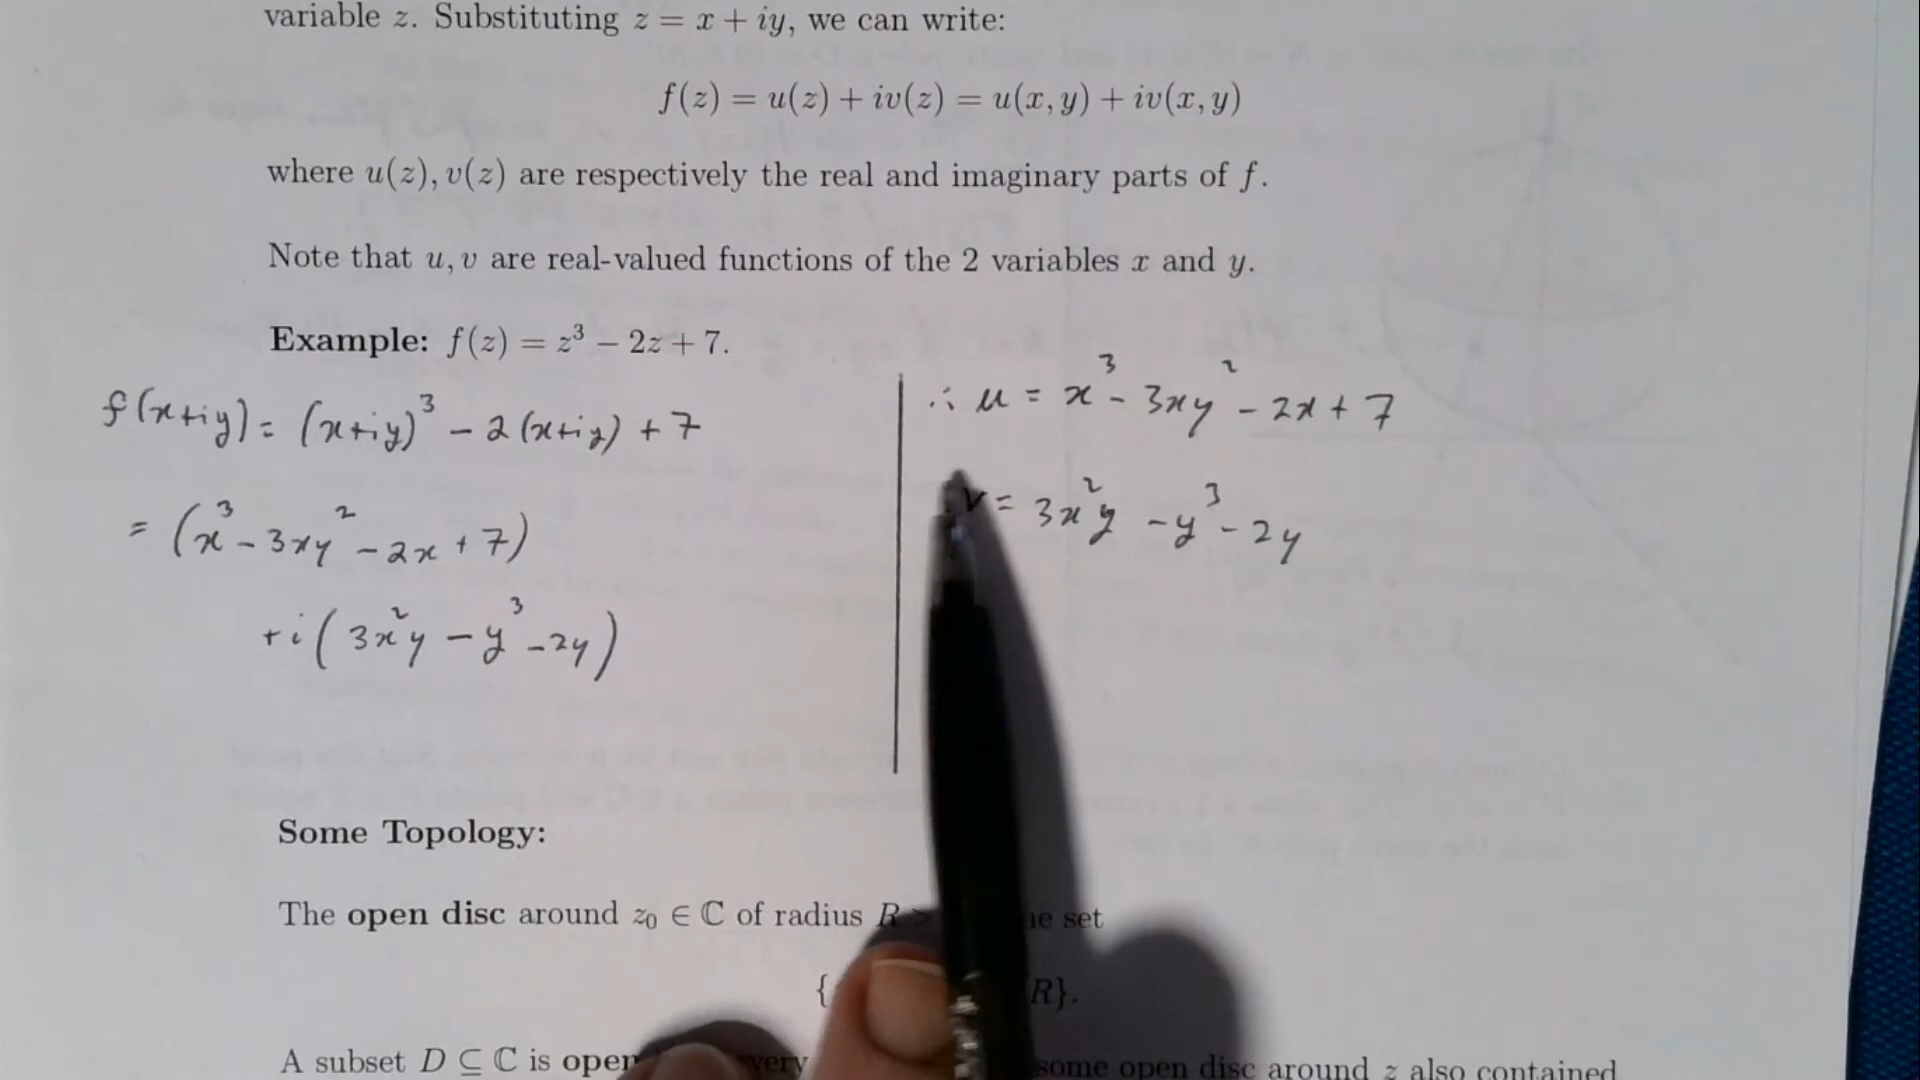 variable z. Substituting z = x + iy, we can write:
f(z) = u(z) + iv(z) = u(x, y) + iv(x, y)
where u(z), v(z) are respectively the real and imaginary parts of f.
Note that u, v are real-valued functions of the 2 variables x and y.
Example: f(z) = z³ − 2z + 7.
f(x+iy) = (x+iy)³ − 2(x+iy) + 7
= (x³ − 3xy² − 2x + 7)
+ i(3x²y − y³ − 2y)
∴ u = x³ − 3xy² − 2x + 7
v = 3x²y − y³ − 2y
Some Topology:
The open disc around z₀ ∈ ℂ of radius R set
{ R}.
A subset D ⊆ ℂ is open some open disc around z also contained